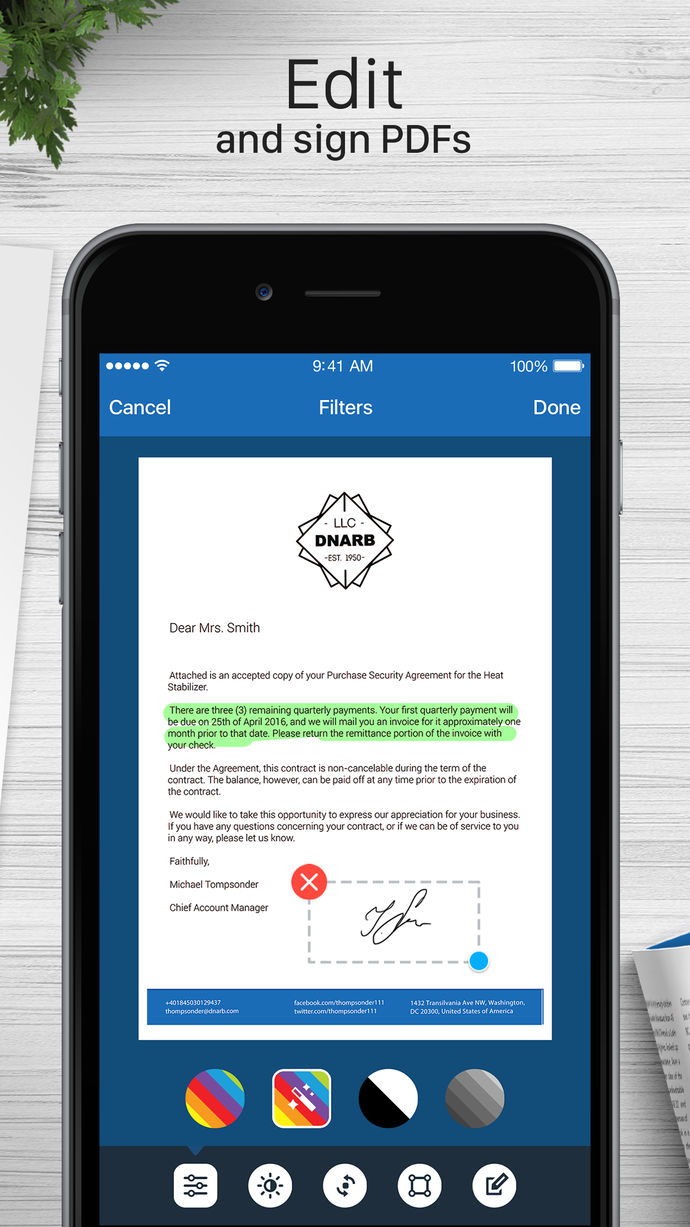 Edit
and sign PDFs
9:41 AM
100%
Cancel
Filters
Done
- LLC -
DNARB
-EST. 1950-
Dear Mrs. Smith
Attached is an accepted copy of your Purchase Security Agreement for the Heat
Stabilizer.
There are three (3) remaining quarterly payments. Your first quarterly payment will
be due on 25th of April 2016, and we will mail you an invoice for it approximately one
month prior to that date. Please return the remittance portion of the invoice with
your check.
Under the Agreement, this contract is non-cancelable during the term of the
contract. The balance, however, can be paid off at any time prior to the expiration of
the contract.
We would like to take this opportunity to express our appreciation for your business.
If you have any questions concerning your contract, or if we can be of service to you
in any way, please let us know.
Faithfully,
Michael Tompsonder
Chief Account Manager
+401845030129437
thompsonder@dnarb.com
facebook.com/thompsonder111
twitter.com/thompsonder111
1432 Transilvania Ave NW, Washington,
DC 20300, United States of America